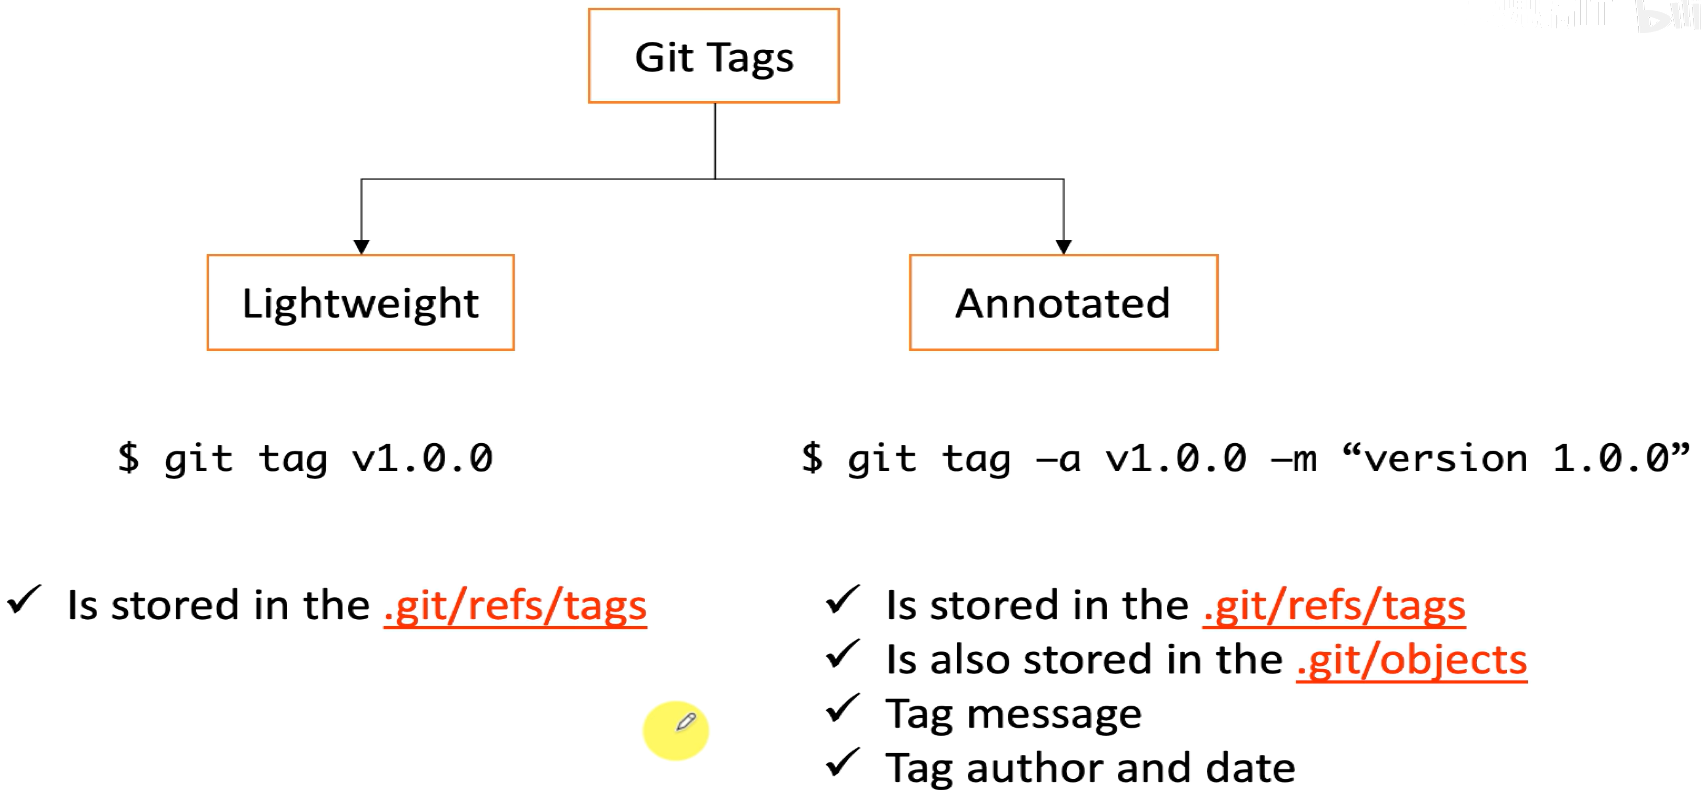 Git Tags
Lightweight
Annotated
$ git tag v1.0.0
$ git tag –a v1.0.0 –m “version 1.0.0”
✓ Is stored in the .git/refs/tags
✓ Is stored in the .git/refs/tags
✓ Is also stored in the .git/objects
✓ Tag message
✓ Tag author and date